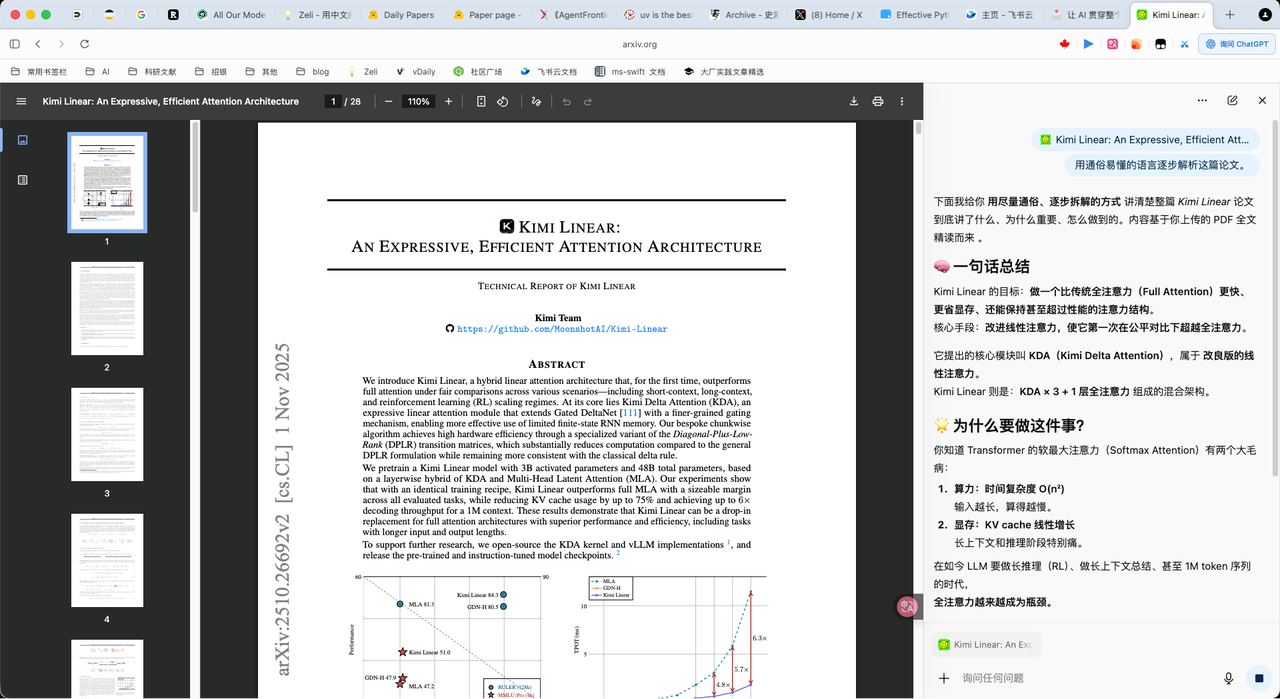 All Our Mode
Zeli - 用中文
Daily Papers
Paper page -
《AgentFronti
uv is the best
Archive - 史
(8) Home / X
Effective Pyt
主页 - 飞书云
让 AI 贯穿整个
Kimi Linear: A
arxiv.org
询问 ChatGPT
常用书签栏
AI
科研文献
招银
其他
blog
Zeli
vDaily
社区广场
飞书云文档
ms-swift 文档
大厂实践文章精选
Kimi Linear: An Expressive, Efficient Attention Architecture
1 / 28
110%
1
2
3
4
arXiv:2510.26692v2 [cs.CL] 1 Nov 2025
KIMI LINEAR:
AN EXPRESSIVE, EFFICIENT ATTENTION ARCHITECTURE
TECHNICAL REPORT OF KIMI LINEAR
Kimi Team
https://github.com/MoonshotAI/Kimi-Linear
ABSTRACT
We introduce Kimi Linear, a hybrid linear attention architecture that, for the first time, outperforms
full attention under fair comparisons across various scenarios—including short-context, long-context,
and reinforcement learning (RL) scaling regimes. At its core lies Kimi Delta Attention (KDA), an
expressive linear attention module that extends Gated DeltaNet [111] with a finer-grained gating
mechanism, enabling more effective use of limited finite-state RNN memory. Our bespoke chunkwise
algorithm achieves high hardware efficiency through a specialized variant of the Diagonal-Plus-Low-
Rank (DPLR) transition matrices, which substantially reduces computation compared to the general
DPLR formulation while remaining more consistent with the classical delta rule.
We pretrain a Kimi Linear model with 3B activated parameters and 48B total parameters, based
on a layerwise hybrid of KDA and Multi-Head Latent Attention (MLA). Our experiments show
that with an identical training recipe, Kimi Linear outperforms full MLA with a sizeable margin
across all evaluated tasks, while reducing KV cache usage by up to 75% and achieving up to 6×
decoding throughput for a 1M context. These results demonstrate that Kimi Linear can be a drop-in
replacement for full attention architectures with superior performance and efficiency, including tasks
with longer input and output lengths.
To support further research, we open-source the KDA kernel and vLLM implementations 1, and
release the pre-trained and instruction-tuned model checkpoints. 2
60
90
Performance
MLA 81.3
Kimi Linear 84.3
GDN-H 80.5
Kimi Linear 51.0
GDN-H 47.9
MLA 47.2
RULER (128k)
MMLU-Pro (4k)
TPOT (ms)
10
5
MLA
GDN-H
Kimi Linear
4.8×
5.7×
6.3×
Kimi Linear: An Expressive, Efficient Att...
用通俗易懂的语言逐步解析这篇论文。
下面我给你 用尽量通俗、逐步拆解的方式 讲清楚整篇 Kimi Linear 论文
到底讲了什么、为什么重要、怎么做到的。内容基于你上传的 PDF 全文
精读而来 。
一句话总结
Kimi Linear 的目标：做一个比传统全注意力（Full Attention）更快、
更省显存、还能保持甚至超过性能的注意力结构。
核心手段：改进线性注意力，使它第一次在公平对比下超越全注意力。
它提出的核心模块叫 KDA（Kimi Delta Attention），属于 改良版的线
性注意力。
Kimi Linear 则是：KDA × 3 + 1 层全注意力 组成的混合架构。
为什么要做这件事？
你知道 Transformer 的软最大注意力（Softmax Attention）有两个大毛
病：
1. 算力：时间复杂度 O(n²)
输入越长，算得越慢。
2. 显存：KV cache 线性增长
长上下文和推理阶段特别痛。
在如今 LLM 要做长推理（RL）、做长上下文总结、甚至 1M token 序列
的时代，
全注意力越来越成为瓶颈。
Kimi Linear: An Exp
询问任何问题